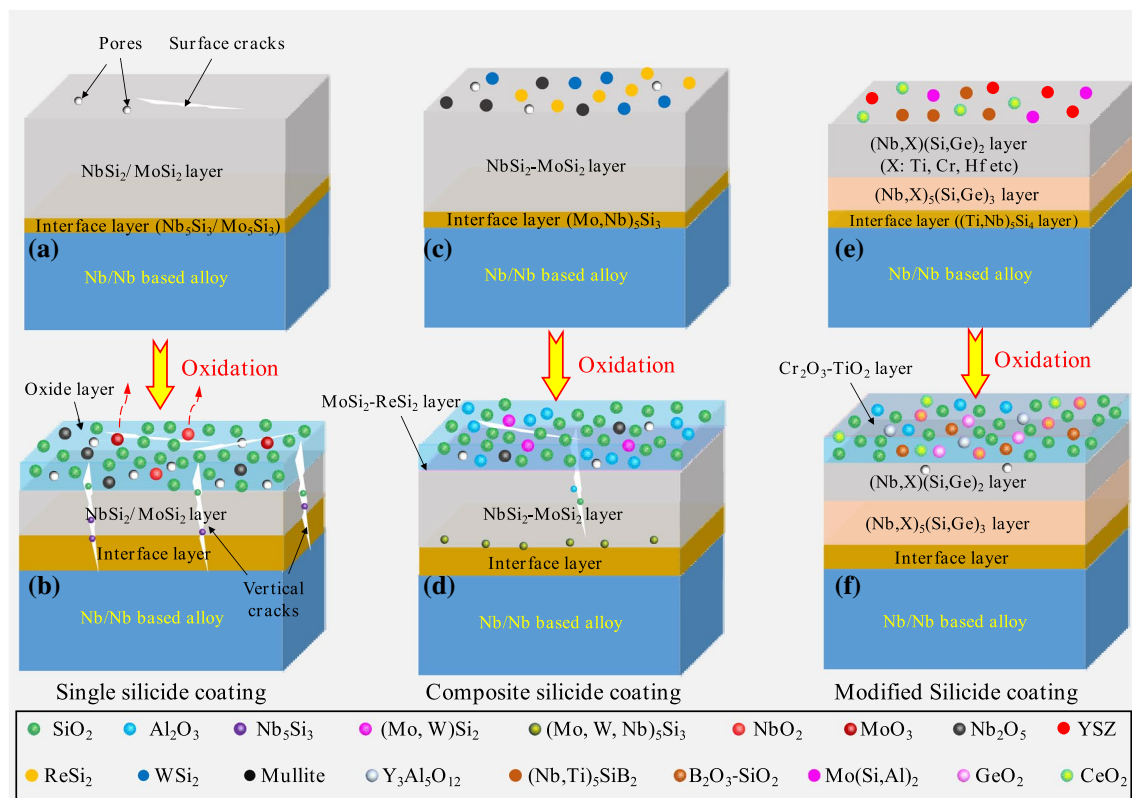 Pores
Surface cracks
NbSi₂/ MoSi₂ layer
Interface layer (Nb₅Si₃/ Mo₅Si₃)
(a)
Nb/Nb based alloy
(c)
NbSi₂-MoSi₂ layer
Interface layer (Mo,Nb)₅Si₃
Nb/Nb based alloy
(Nb,X)(Si,Ge)₂ layer
(X: Ti, Cr, Hf etc)
(Nb,X)₅(Si,Ge)₃ layer
Interface layer ((Ti,Nb)₅Si₄ layer)
(e)
Nb/Nb based alloy
Oxidation
Oxidation
Oxidation
Oxide layer
NbSi₂/ MoSi₂ layer
Interface layer
(b)
Vertical
cracks
Nb/Nb based alloy
Single silicide coating
MoSi₂-ReSi₂ layer
NbSi₂-MoSi₂ layer
Interface layer
(d)
Nb/Nb based alloy
Composite silicide coating
Cr₂O₃-TiO₂ layer
(Nb,X)(Si,Ge)₂ layer
(Nb,X)₅(Si,Ge)₃ layer
Interface layer
(f)
Nb/Nb based alloy
Modified Silicide coating
SiO₂ Al₂O₃ Nb₅Si₃ (Mo, W)Si₂ (Mo, W, Nb)₅Si₃ NbO₂ MoO₃ Nb₂O₅ YSZ
ReSi₂ WSi₂ Mullite Y₃Al₅O₁₂ (Nb,Ti)₅SiB₂ B₂O₃-SiO₂ Mo(Si,Al)₂ GeO₂ CeO₂